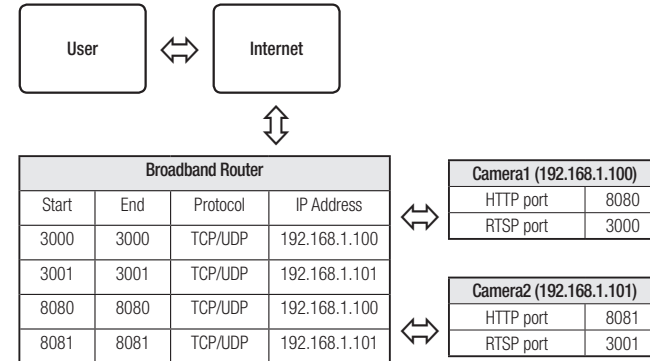 User
Internet
Broadband Router
Start End Protocol IP Address
3000 3000 TCP/UDP 192.168.1.100
3001 3001 TCP/UDP 192.168.1.101
8080 8080 TCP/UDP 192.168.1.100
8081 8081 TCP/UDP 192.168.1.101
Camera1 (192.168.1.100)
HTTP port 8080
RTSP port 3000
Camera2 (192.168.1.101)
HTTP port 8081
RTSP port 3001